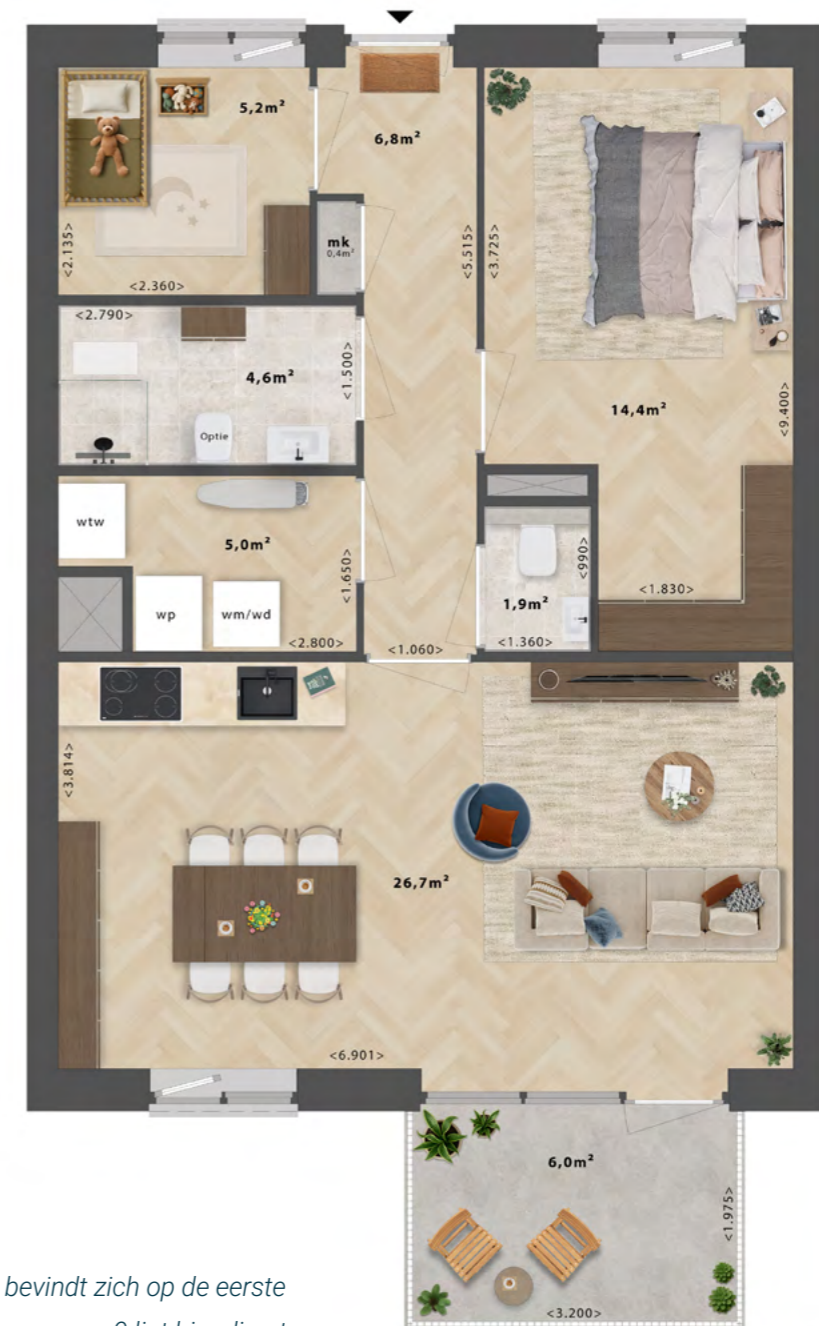 5,2m²
6,8m²
mk
0,4m²
<2.135>
<2.360>
<5.515>
<3.725>
<2.790>
4,6m²
<1.500>
Optie
14,4m²
<9.400>
wtw
5,0m²
<1.650>
wp
wm/wd
<2.800>
<990>
1,9m²
<1.360>
<1.830>
<1.060>
<3.814>
26,7m²
<6.901>
6,0m²
<1.975>
<3.200>
bevindt zich op de eerste